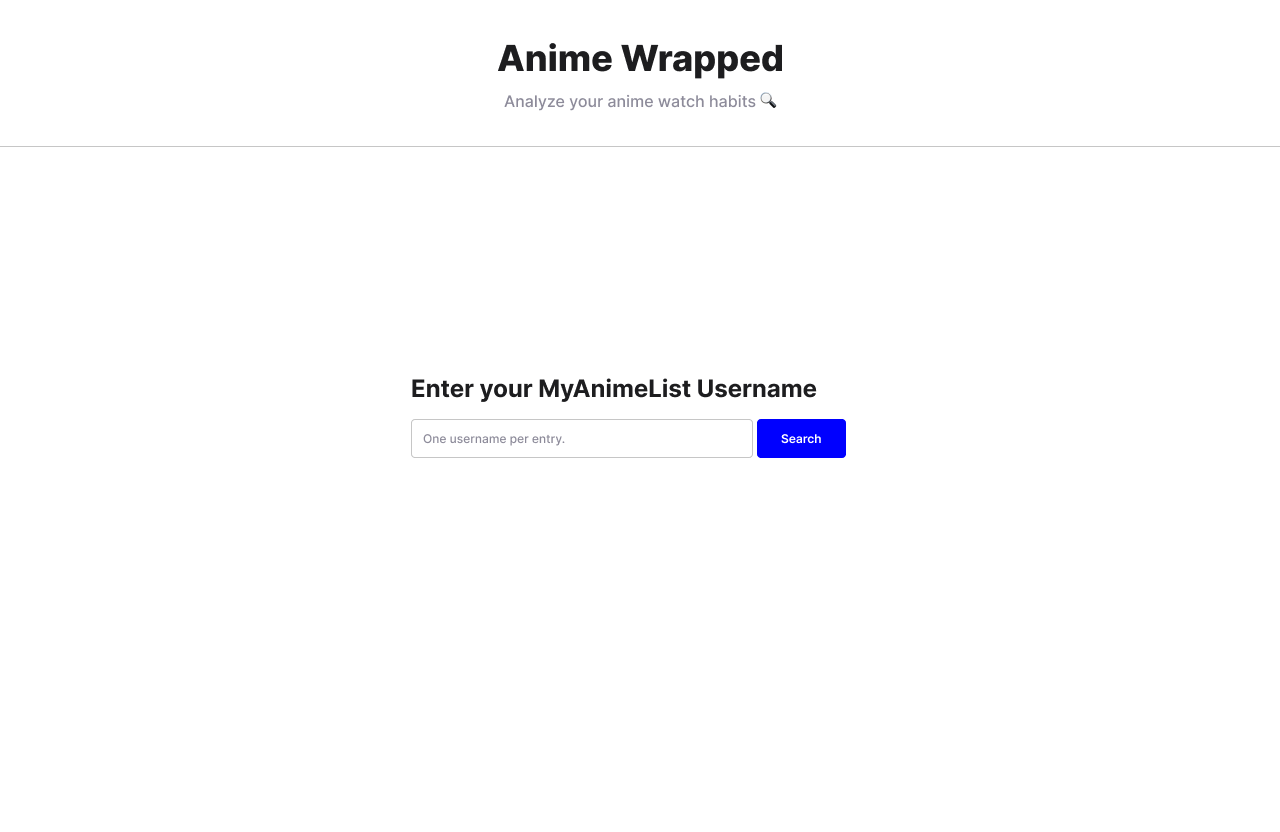 Anime Wrapped
Analyze your anime watch habits 🔍
Enter your MyAnimeList Username
One username per entry.
Search